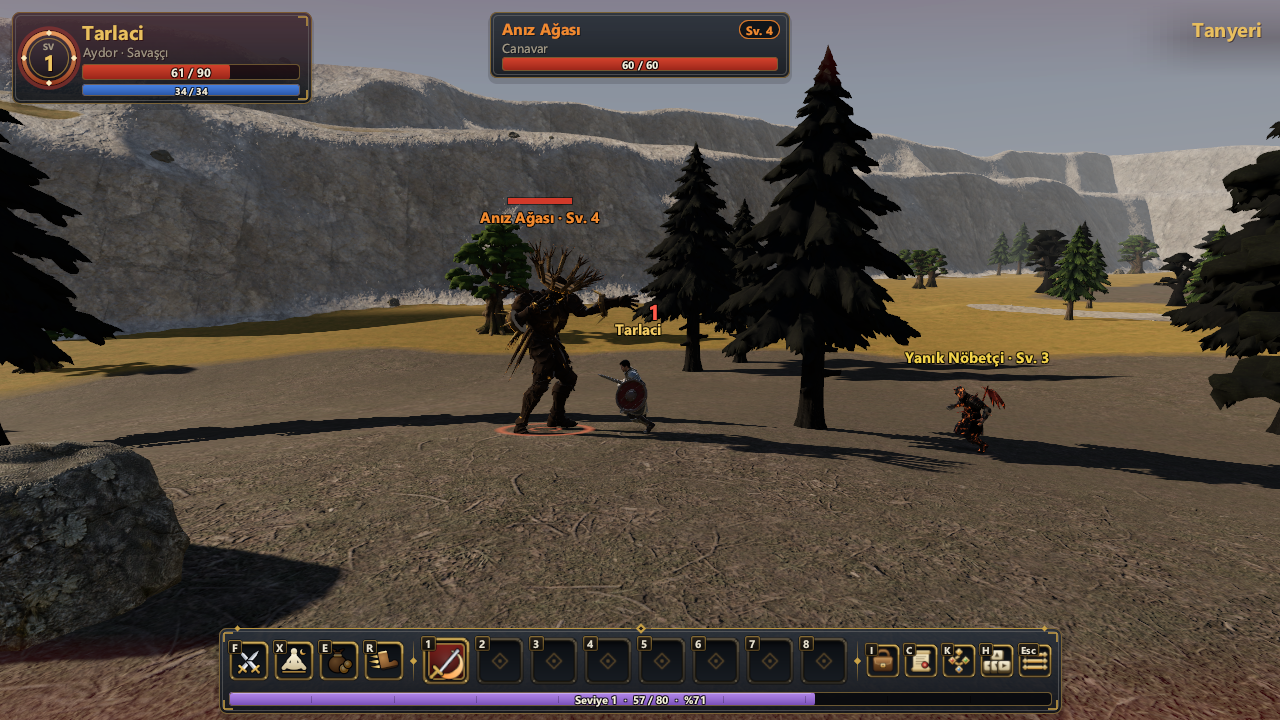 SV
1
Tarlaci
Aydor · Savaşçı
61 / 90
34 / 34
Anız Ağası
Sv. 4
Canavar
60 / 60
Tanyeri
Anız Ağası · Sv. 4
1
Tarlaci
Yanık Nöbetçi · Sv. 3
F X E R 1 2 3 4 5 6 7 8 I C K H Esc
Seviye 1 · 57 / 80 · %71